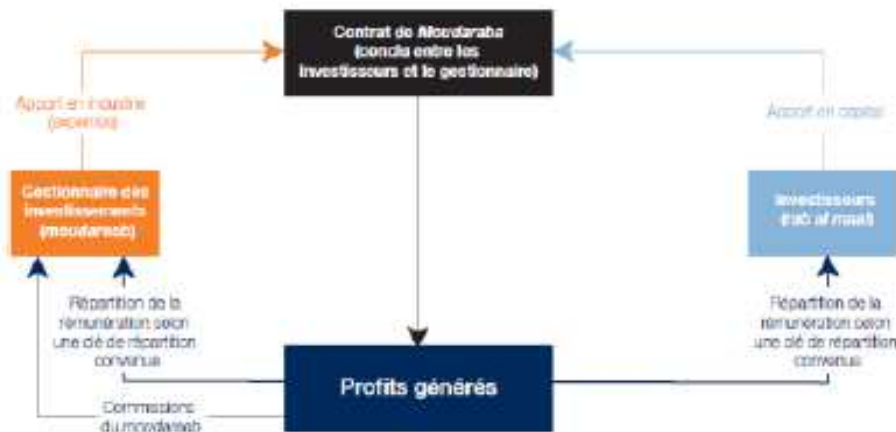 Contrat de Moudaraba
(conclu entre les
investisseurs et le gestionnaire)
Apport en industrie
(expertise)
Apport en capital
Gestionnaire des
investissements
(moudareb)
Investisseurs
(rab al maal)
Répartition de la
rémunération selon
une clé de répartition
convenue
Répartition de la
rémunération selon
une clé de répartition
convenue
Profits générés
Commissions
du moudareb